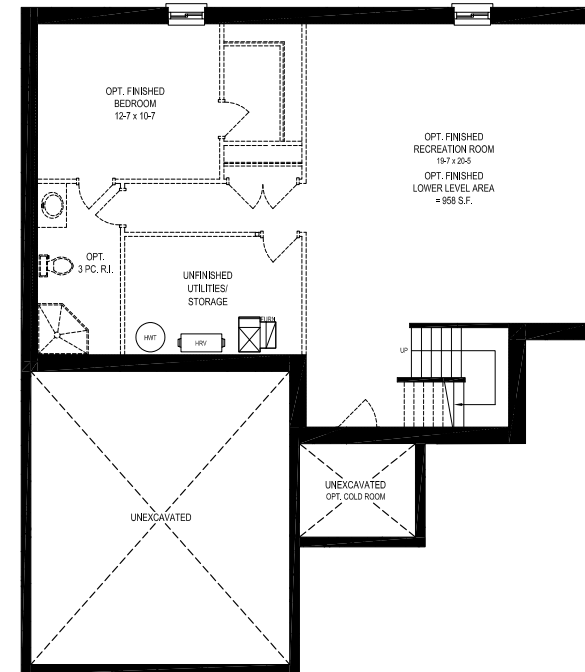 OPT. FINISHED
BEDROOM
12-7 x 10-7
OPT. FINISHED
RECREATION ROOM
19-7 x 20-5
OPT. FINISHED
LOWER LEVEL AREA
= 958 S.F.
OPT.
3 PC. R.I.
UNFINISHED
UTILITIES/
STORAGE
FURN
HWT
HRV
UP
UNEXCAVATED
OPT. COLD ROOM
UNEXCAVATED